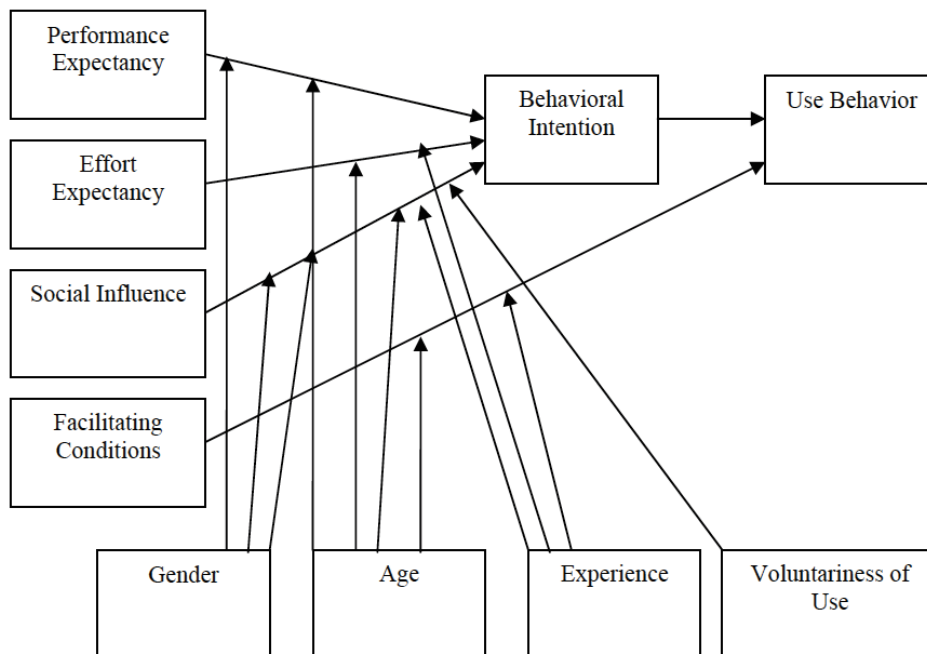 Performance
Expectancy
Behavioral
Intention
Use Behavior
Effort
Expectancy
Social Influence
Facilitating
Conditions
Gender
Age
Experience
Voluntariness of
Use